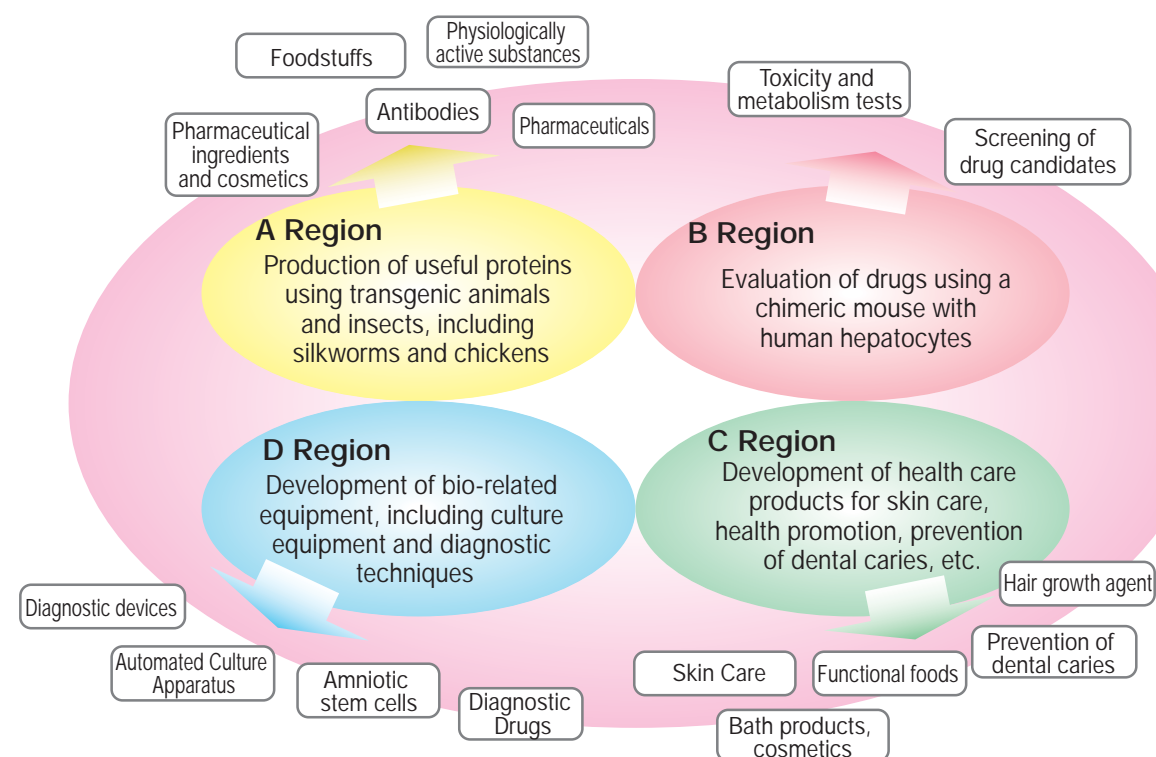 Foodstuffs
Physiologically
active substances
Antibodies
Pharmaceuticals
Pharmaceutical
ingredients
and cosmetics
Toxicity and
metabolism tests
Screening of
drug candidates
A Region
Production of useful proteins
using transgenic animals
and insects, including
silkworms and chickens
B Region
Evaluation of drugs using a
chimeric mouse with
human hepatocytes
D Region
Development of bio-related
equipment, including culture
equipment and diagnostic
techniques
C Region
Development of health care
products for skin care,
health promotion, prevention
of dental caries, etc.
Diagnostic devices
Automated Culture
Apparatus
Amniotic
stem cells
Diagnostic
Drugs
Hair growth agent
Prevention of
dental caries
Skin Care
Functional foods
Bath products,
cosmetics